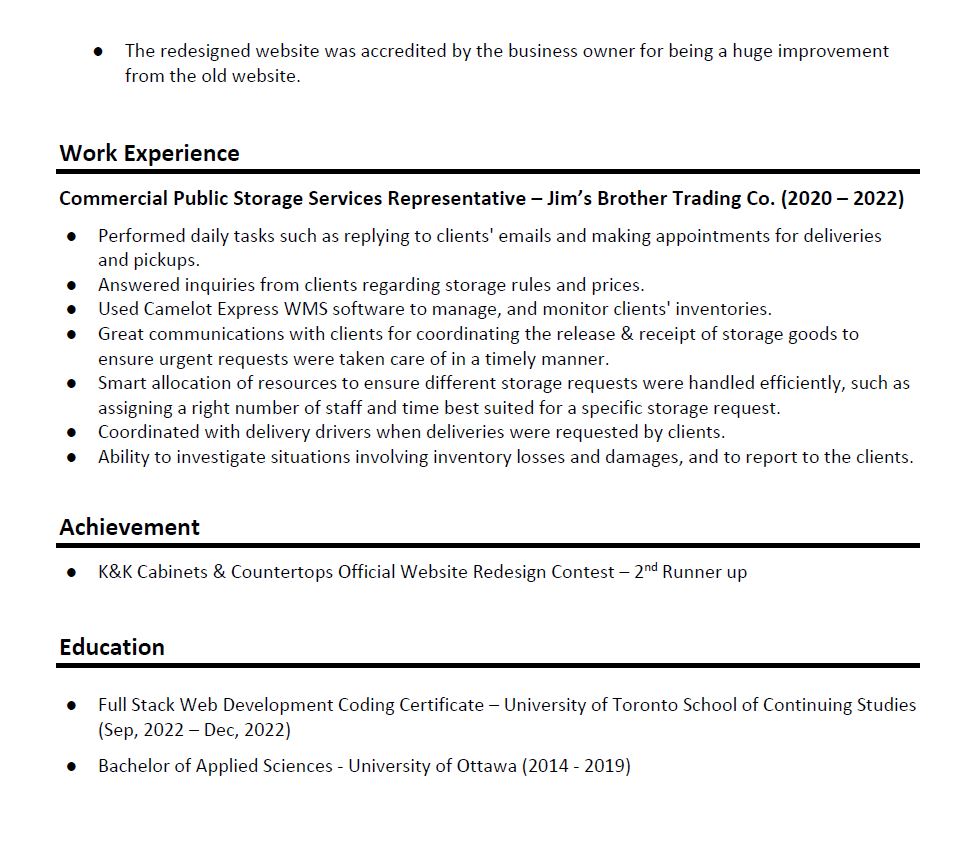 ● The redesigned website was accredited by the business owner for being a huge improvement
from the old website.
Work Experience
Commercial Public Storage Services Representative – Jim’s Brother Trading Co. (2020 – 2022)
● Performed daily tasks such as replying to clients' emails and making appointments for deliveries
and pickups.
● Answered inquiries from clients regarding storage rules and prices.
● Used Camelot Express WMS software to manage, and monitor clients' inventories.
● Great communications with clients for coordinating the release & receipt of storage goods to
ensure urgent requests were taken care of in a timely manner.
● Smart allocation of resources to ensure different storage requests were handled efficiently, such as
assigning a right number of staff and time best suited for a specific storage request.
● Coordinated with delivery drivers when deliveries were requested by clients.
● Ability to investigate situations involving inventory losses and damages, and to report to the clients.
Achievement
● K&K Cabinets & Countertops Official Website Redesign Contest – 2nd Runner up
Education
● Full Stack Web Development Coding Certificate – University of Toronto School of Continuing Studies
(Sep, 2022 – Dec, 2022)
● Bachelor of Applied Sciences - University of Ottawa (2014 - 2019)